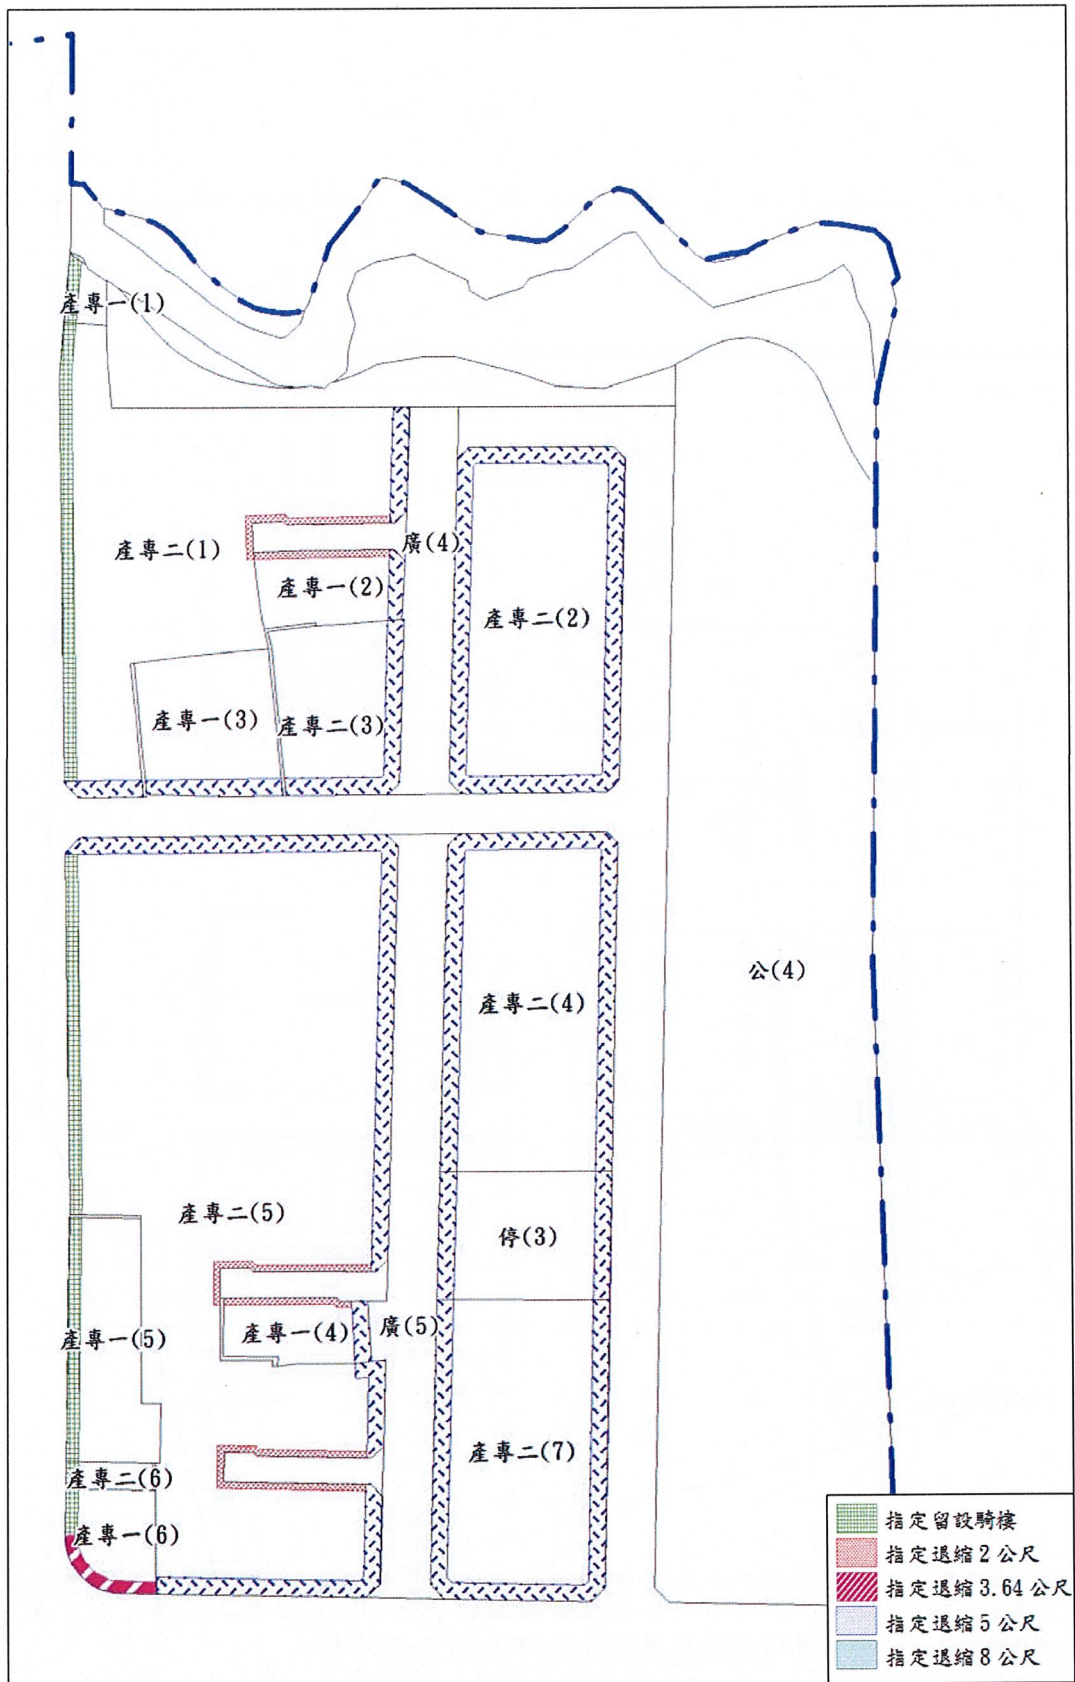 產專一(1)
產專二(1)
廣(4)
產專一(2)
產專二(2)
產專一(3)
產專二(3)
公(4)
產專二(4)
產專二(5)
停(3)
產專一(5)
產專一(4)
廣(5)
產專二(7)
產專二(6)
產專一(6)
指定留設騎樓
指定退縮2公尺
指定退縮3.64公尺
指定退縮5公尺
指定退縮8公尺